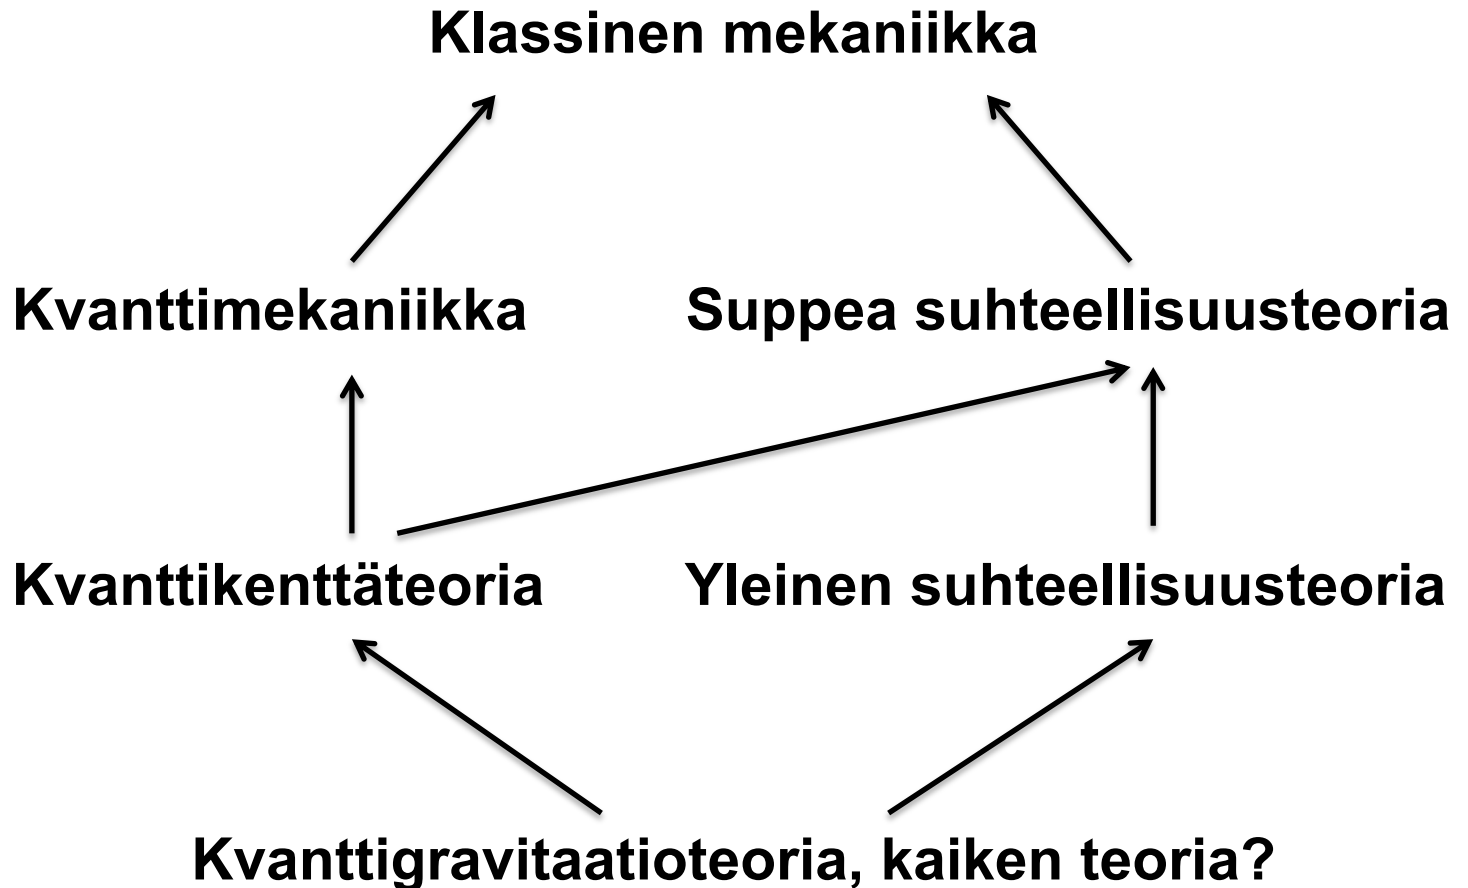 Klassinen mekaniikka
Kvanttimekaniikka
Suppea suhteellisuusteoria
Kvanttikenttäteoria
Yleinen suhteellisuusteoria
Kvanttigravitaatioteoria, kaiken teoria?